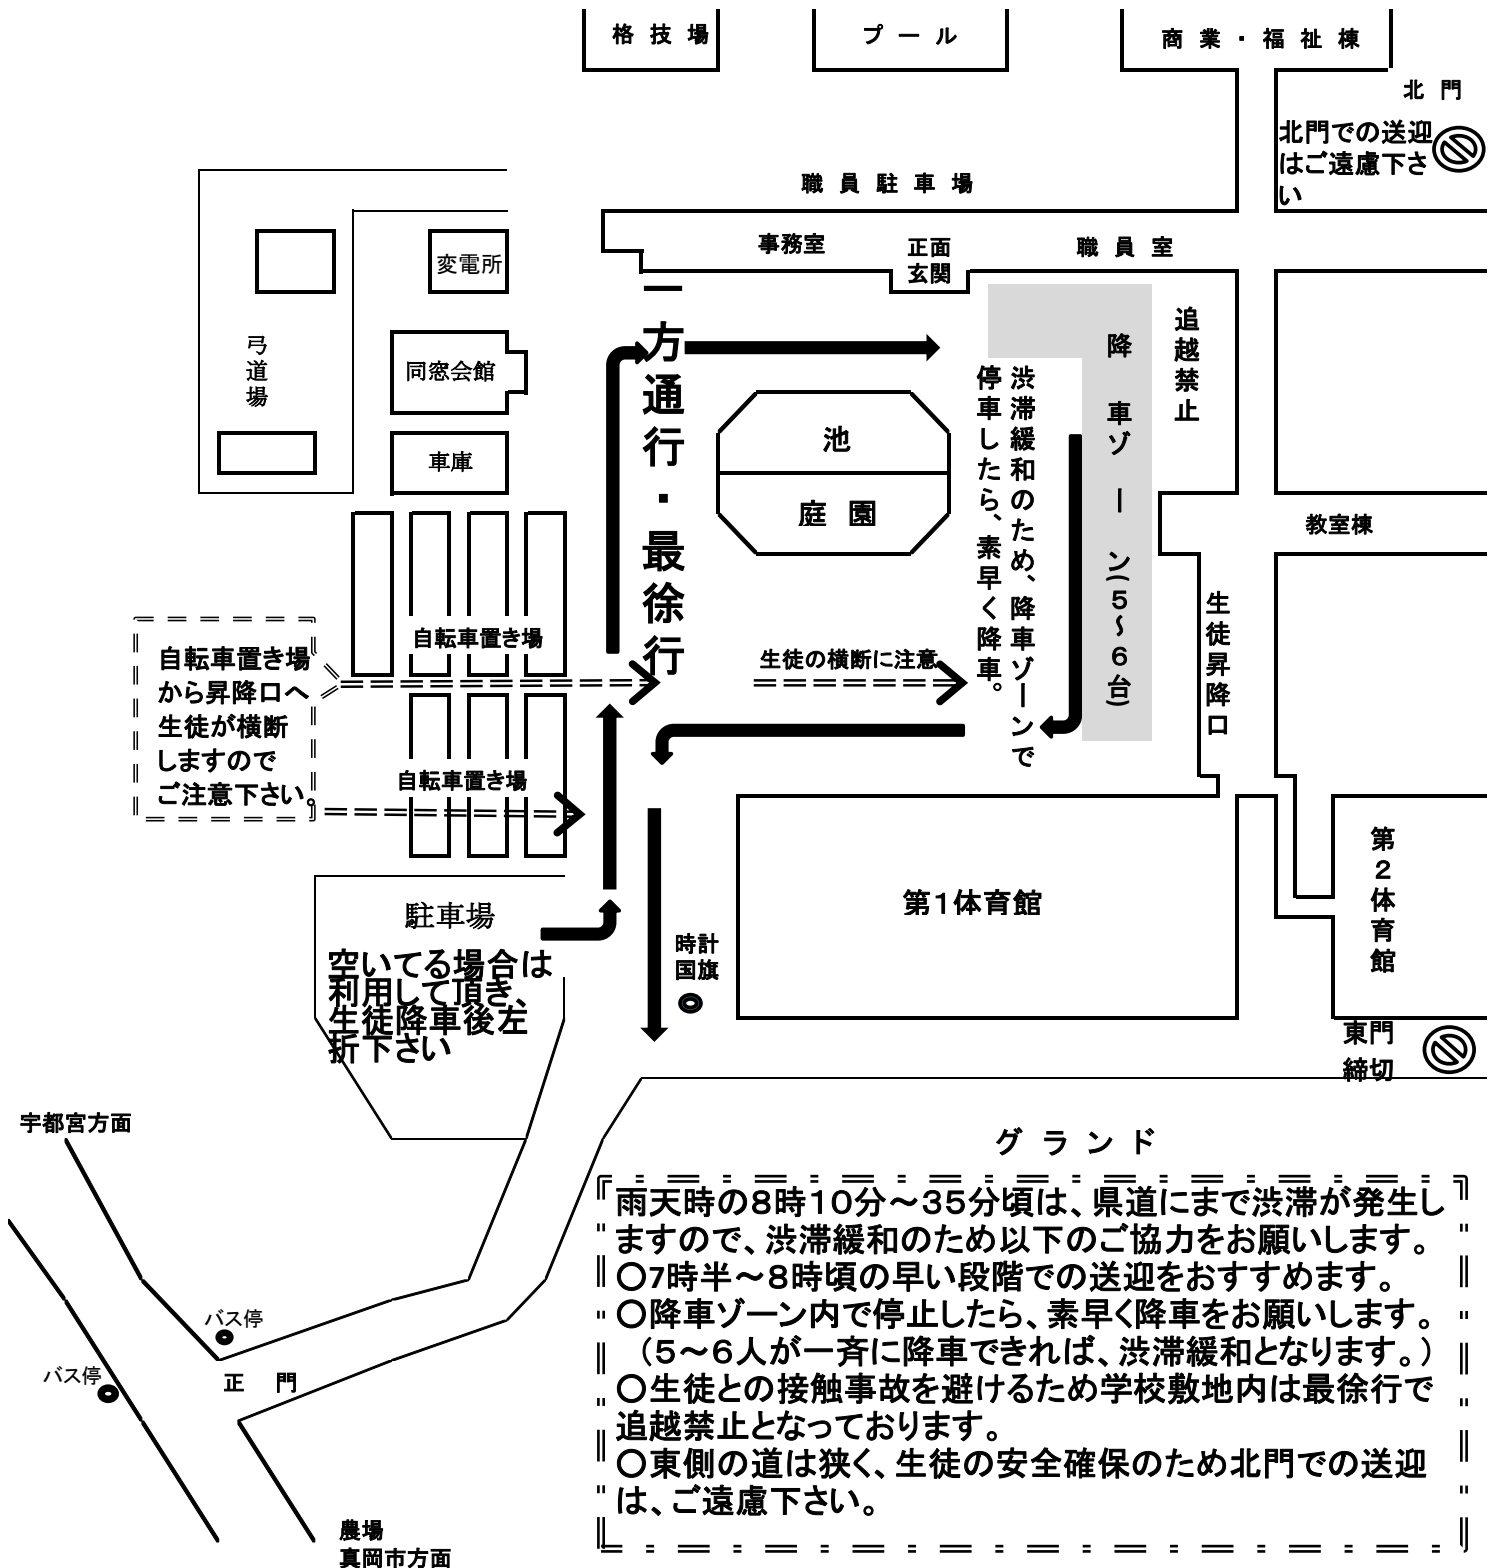 格技場
プール
商業・福祉棟
北門
北門での送迎
はご遠慮下さ
い
職員駐車場
事務室
正面
玄関
職員室
変電所
弓道場
同窓会館
車庫
一方通行・最徐行
池
庭園
降車ゾーン(5~6台)
追越禁止
渋滞緩和のため、降車ゾーンで
停車したら、素早く降車。
教室棟
生徒昇降口
自転車置き場
生徒の横断に注意
自転車置き場
から昇降口へ
生徒が横断
しますので
ご注意下さい。
自転車置き場
駐車場
空いてる場合は
利用して頂き、
生徒降車後左
折下さい
第1体育館
第2体育館
時計
国旗
東門
締切
宇都宮方面
グランド
バス停
バス停
正門
農場
真岡市方面
雨天時の8時10分~35分頃は、県道にまで渋滞が発生し
ますので、渋滞緩和のため以下のご協力をお願いします。
○7時半~8時頃の早い段階での送迎をおすすめます。
○降車ゾーン内で停止したら、素早く降車をお願いします。
(5~6人が一斉に降車できれば、渋滞緩和となります。)
○生徒との接触事故を避けるため学校敷地内は最徐行で
追越禁止となっております。
○東側の道は狭く、生徒の安全確保のため北門での送迎
は、ご遠慮下さい。